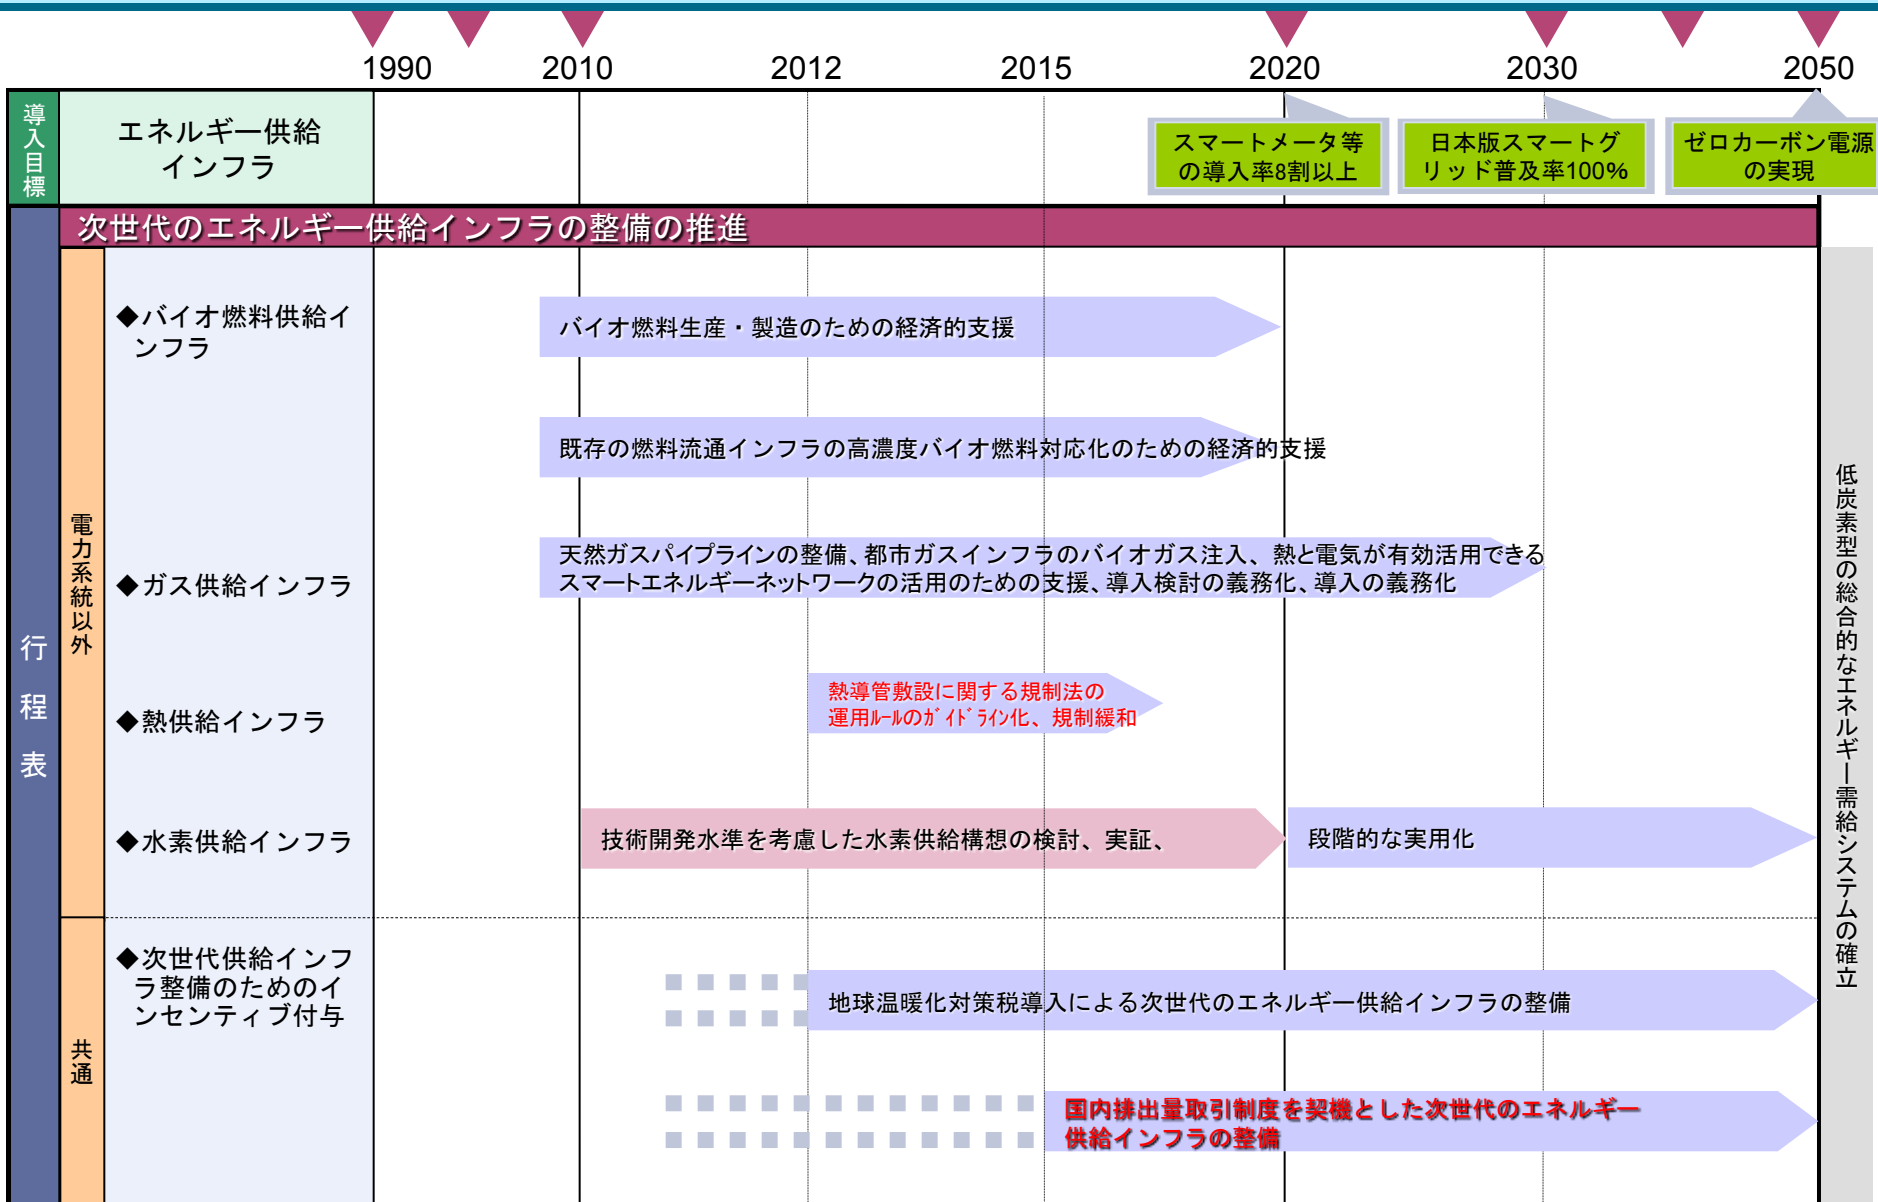 1990 2010 2012 2015 2020 2030 2050
導入目標
エネルギー供給
インフラ
スマートメータ等
の導入率8割以上
日本版スマートグ
リッド普及率100%
ゼロカーボン電源
の実現
行程表
次世代のエネルギー供給インフラの整備の推進
電力系統以外
◆バイオ燃料供給イ
ンフラ
バイオ燃料生産・製造のための経済的支援
既存の燃料流通インフラの高濃度バイオ燃料対応化のための経済的支援
◆ガス供給インフラ
天然ガスパイプラインの整備、都市ガスインフラのバイオガス注入、熱と電気が有効活用できる
スマートエネルギーネットワークの活用のための支援、導入検討の義務化、導入の義務化
◆熱供給インフラ
熱導管敷設に関する規制法の
運用ﾙｰﾙのｶﾞｲﾄﾞﾗｲﾝ化、規制緩和
◆水素供給インフラ
技術開発水準を考慮した水素供給構想の検討、実証、
段階的な実用化
共通
◆次世代供給インフ
ラ整備のためのイ
ンセンティブ付与
地球温暖化対策税導入による次世代のエネルギー供給インフラの整備
国内排出量取引制度を契機とした次世代のエネルギー
供給インフラの整備
低炭素型の総合的なエネルギー需給システムの確立